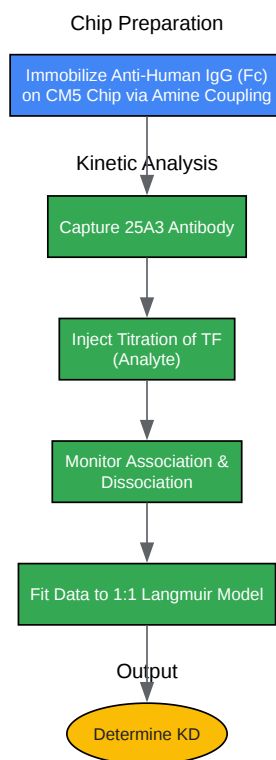 Chip Preparation
Immobilize Anti-Human IgG (Fc)
on CM5 Chip via Amine Coupling
Kinetic Analysis
Capture 25A3 Antibody
Inject Titration of TF
(Analyte)
Monitor Association &
Dissociation
Fit Data to 1:1 Langmuir Model
Output
Determine KD